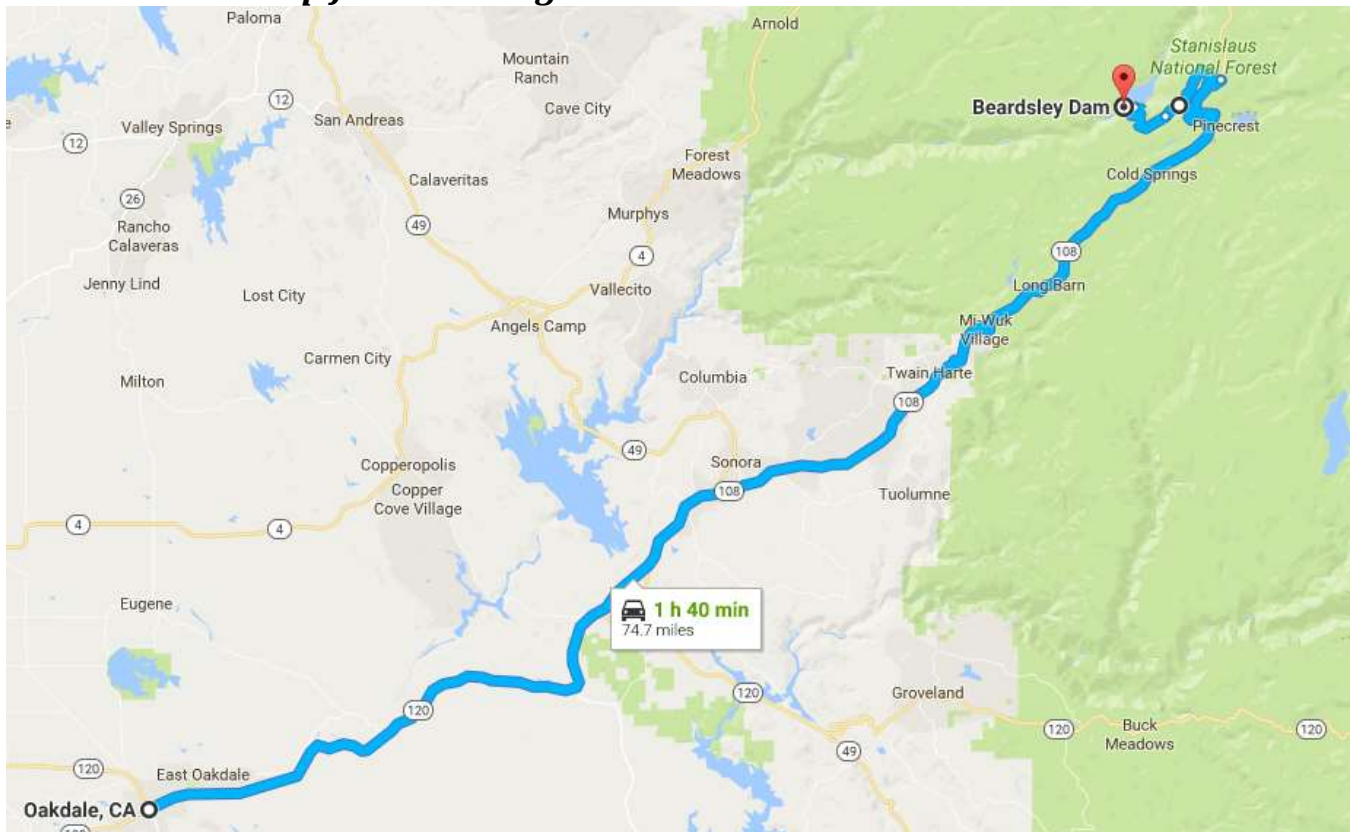 Paloma
Arnold
Stanislaus
National Forest
Mountain
Ranch
Beardsley Dam
Cave City
12
San Andreas
Valley Springs
Pinecrest
12
Forest
Meadows
Cold Springs
Calaveritas
26
Rancho
Calaveras
Murphys
49
4
108
Jenny Lind
Lost City
Vallecito
Long Barn
Angels Camp
Mi-Wuk
Village
Carmen City
Columbia
Twain Harte
Milton
108
49
Copperopolis
Sonora
Copper
Cove Village
108
Tuolumne
4
4
Eugene
1 h 40 min
74.7 miles
120
Groveland
120
120
120
Buck
Meadows
49
120
East Oakdale
Oakdale, CA